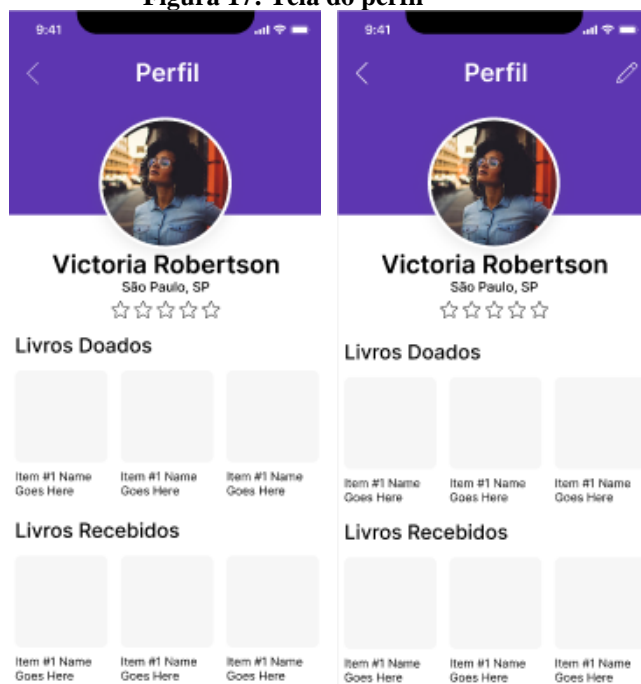 Figura 17: Tela do perfil
9:41
Perfil
Victoria Robertson
São Paulo, SP
Livros Doados
Item #1 Name
Goes Here
Item #1 Name
Goes Here
Item #1 Name
Goes Here
Livros Recebidos
Item #1 Name
Goes Here
Item #1 Name
Goes Here
Item #1 Name
Goes Here
9:41
Perfil
Victoria Robertson
São Paulo, SP
Livros Doados
Item #1 Name
Goes Here
Item #1 Name
Goes Here
Item #1 Name
Goes Here
Livros Recebidos
Item #1 Name
Goes Here
Item #1 Name
Goes Here
Item #1 Name
Goes Here